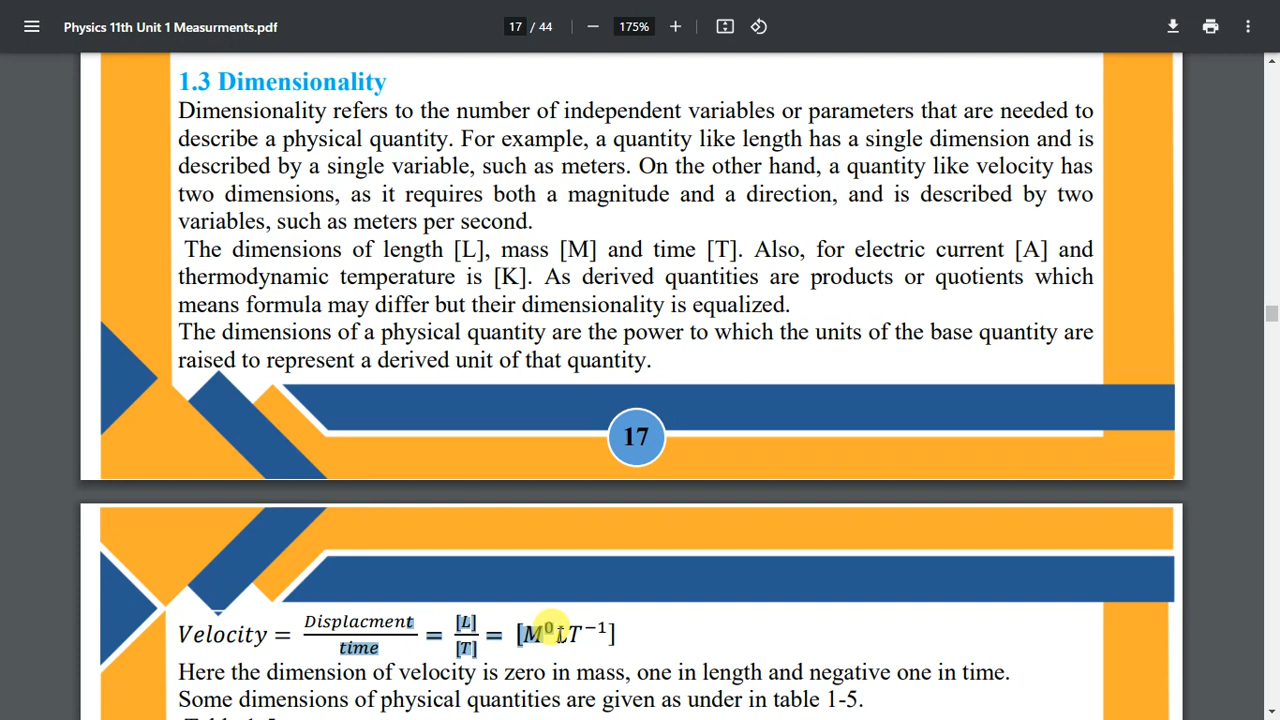 Physics 11th Unit 1 Measurments.pdf
17 / 44
175%
1.3 Dimensionality
Dimensionality refers to the number of independent variables or parameters that are needed to
describe a physical quantity. For example, a quantity like length has a single dimension and is
described by a single variable, such as meters. On the other hand, a quantity like velocity has
two dimensions, as it requires both a magnitude and a direction, and is described by two
variables, such as meters per second.
The dimensions of length [L], mass [M] and time [T]. Also, for electric current [A] and
thermodynamic temperature is [K]. As derived quantities are products or quotients which
means formula may differ but their dimensionality is equalized.
The dimensions of a physical quantity are the power to which the units of the base quantity are
raised to represent a derived unit of that quantity.
17
Velocity = Displacment/time = [L]/[T] = [M⁰LT⁻¹]
Here the dimension of velocity is zero in mass, one in length and negative one in time.
Some dimensions of physical quantities are given as under in table 1-5.